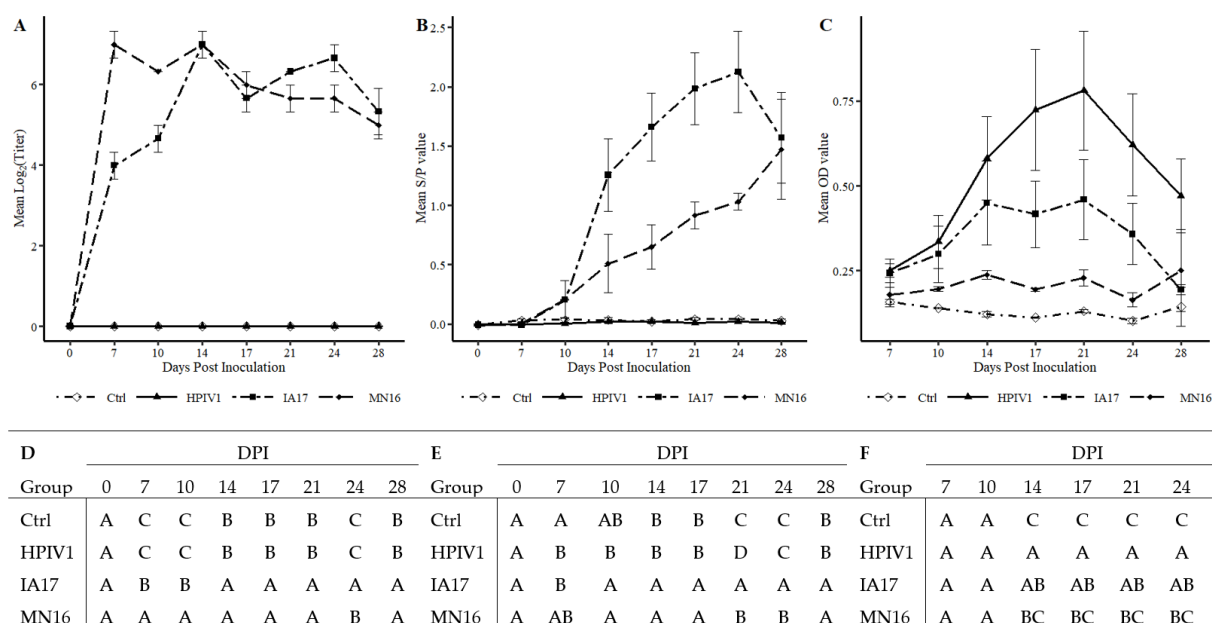 A
Mean Log2(Titer)
6
4
2
0
0 7 10 14 17 21 24 28
Days Post Inoculation
Ctrl HPIV1 IA17 MN16
B
Mean S/P value
2.5
2.0
1.5
1.0
0.5
0.0
0 7 10 14 17 21 24 28
Days Post Inoculation
Ctrl HPIV1 IA17 MN16
C
Mean OD value
0.75
0.50
0.25
7 10 14 17 21 24 28
Days Post Inoculation
Ctrl HPIV1 IA17 MN16
D DPI E DPI F DPI
Group 0 7 10 14 17 21 24 28 Group 0 7 10 14 17 21 24 28 Group 7 10 14 17 21 24
Ctrl A C C B B B C B Ctrl A A AB B B C C B Ctrl A A C C C C
HPIV1 A C C B B B C B HPIV1 A B B B B D C B HPIV1 A A A A A A
IA17 A B B A A A A A IA17 A B A A A A A A IA17 A A AB AB AB AB
MN16 A A A A A A B A MN16 A AB A A A B B A MN16 A A BC BC BC BC